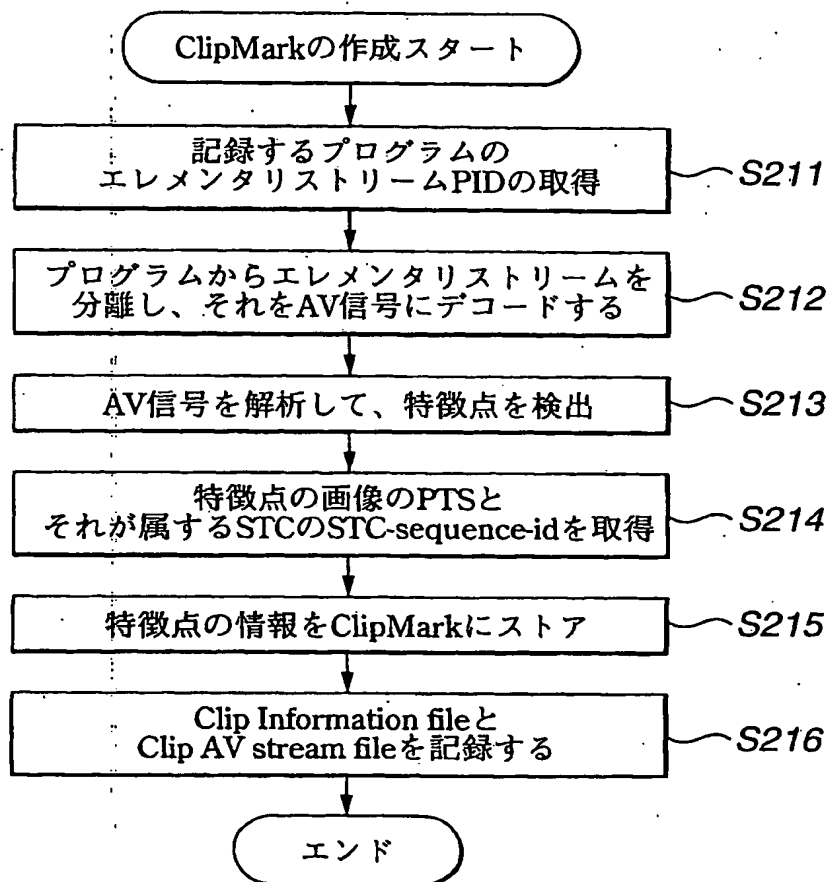 ClipMarkの作成スタート
記録するプログラムの
エレメンタリストリームPIDの取得
S211
プログラムからエレメンタリストリームを
分離し、それをAV信号にデコードする
S212
AV信号を解析して、特徴点を検出
S213
特徴点の画像のPTSと
それが属するSTCのSTC-sequence-idを取得
S214
特徴点の情報をClipMarkにストア
S215
Clip Information fileと
Clip AV stream fileを記録する
S216
エンド